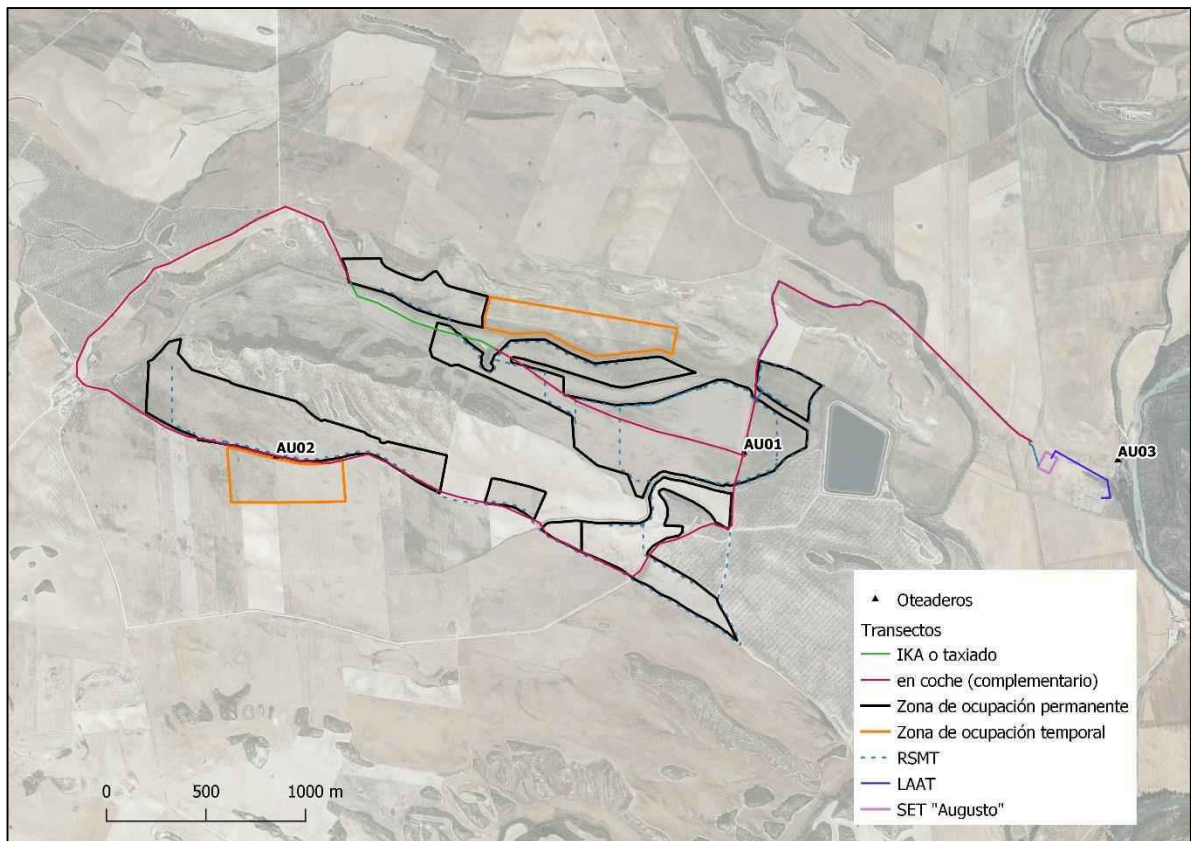 AU01
AU02
AU03
Oteaderos
Transectos
IKA o taxiado
en coche (complementario)
Zona de ocupación permanente
Zona de ocupación temporal
RSMT
LAAT
SET "Augusto"
0 500 1000 m